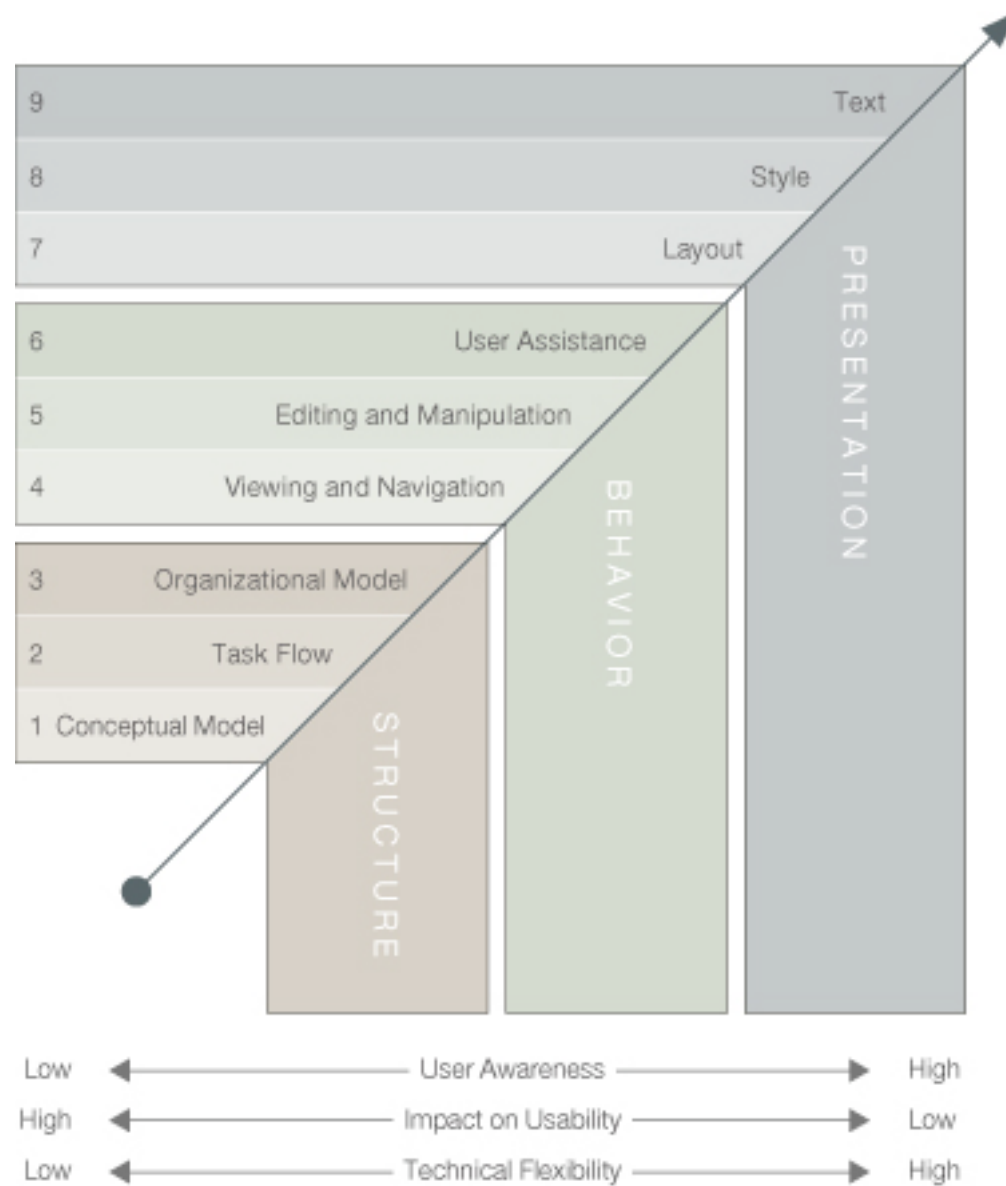 9 Text
8 Style
7 Layout
PRESENTATION
6 User Assistance
5 Editing and Manipulation
4 Viewing and Navigation
BEHAVIOR
3 Organizational Model
2 Task Flow
1 Conceptual Model
STRUCTURE
Low User Awareness High
High Impact on Usability Low
Low Technical Flexibility High